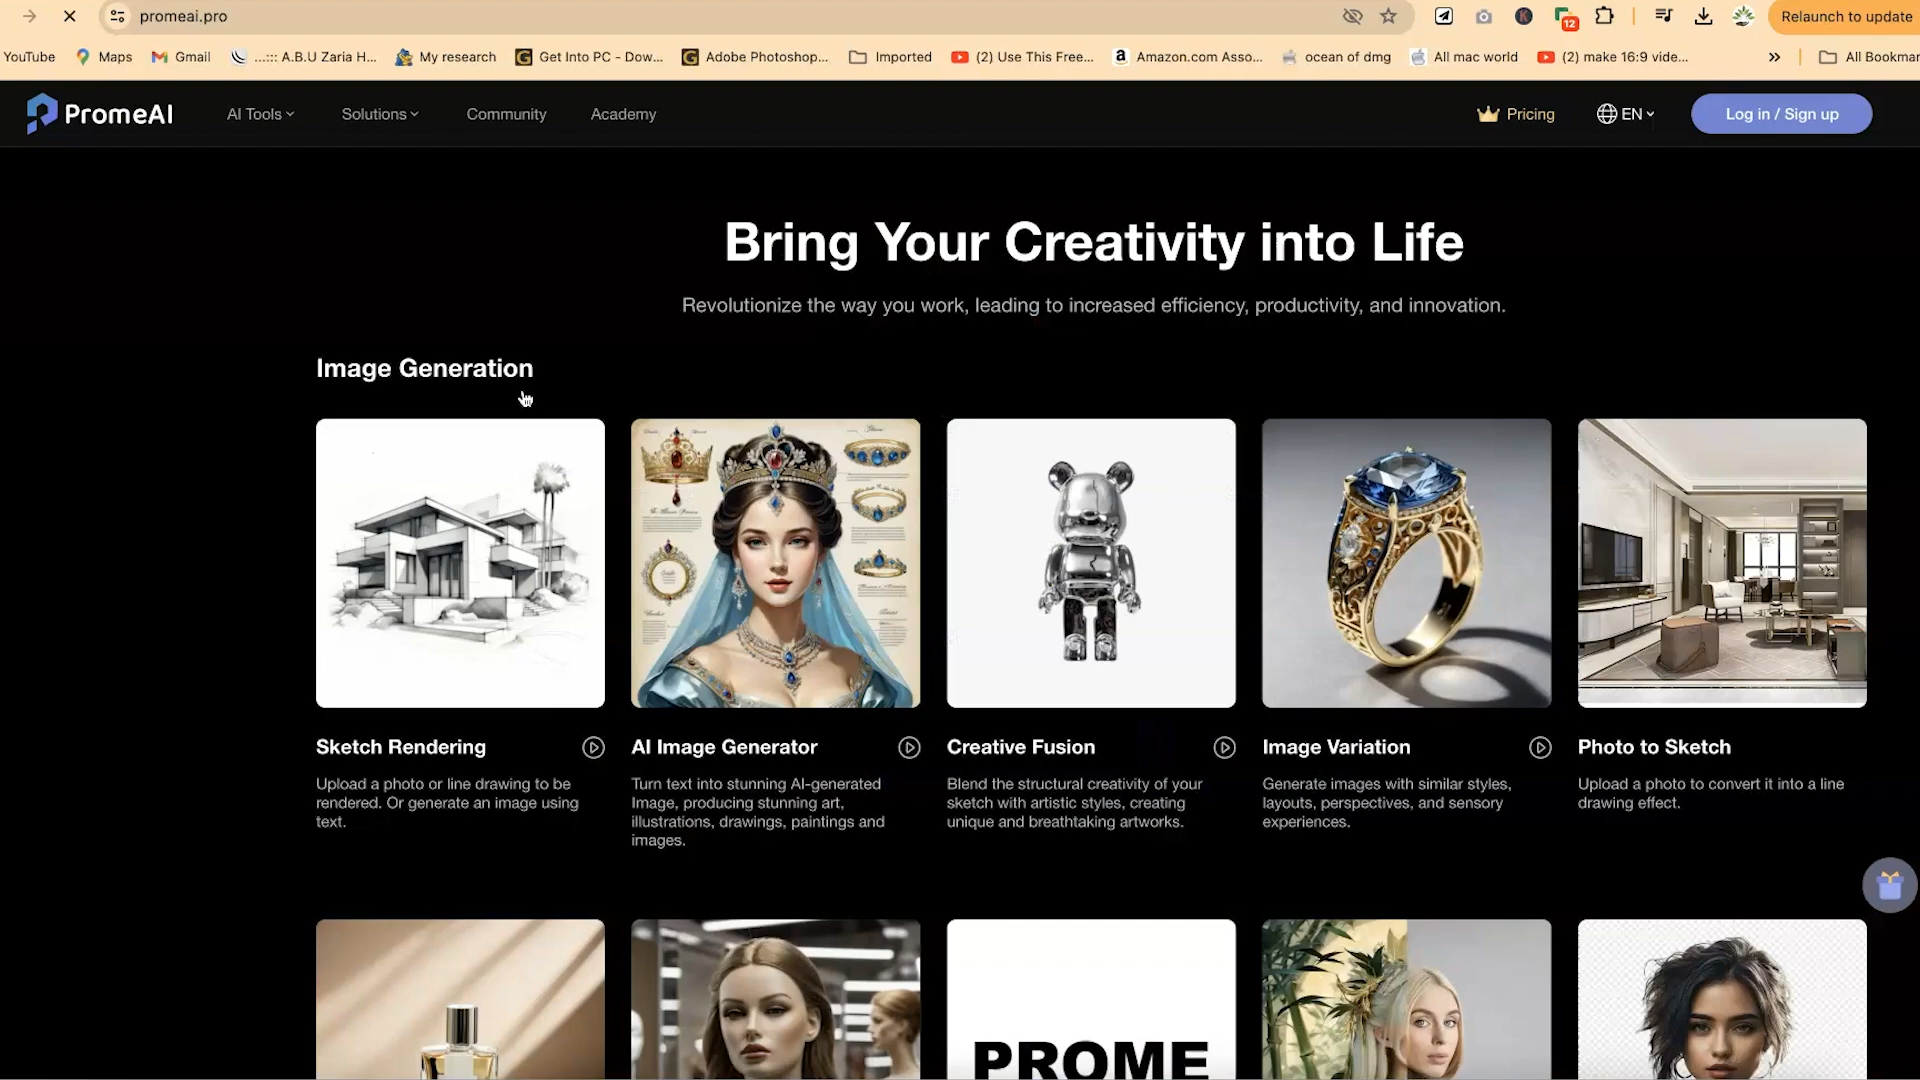 promeai.pro
12
Relaunch to update
YouTube
Maps
Gmail
...::: A.B.U Zaria H...
My research
Get Into PC - Dow...
Adobe Photoshop...
Imported
(2) Use This Free...
Amazon.com Asso...
ocean of dmg
All mac world
(2) make 16:9 vide...
All Bookmar
PromeAI
AI Tools
Solutions
Community
Academy
Pricing
EN
Log in / Sign up
Bring Your Creativity into Life
Revolutionize the way you work, leading to increased efficiency, productivity, and innovation.
Image Generation
Sketch Rendering
Upload a photo or line drawing to be
rendered. Or generate an image using
text.
AI Image Generator
Turn text into stunning AI-generated
Image, producing stunning art,
illustrations, drawings, paintings and
images.
Creative Fusion
Blend the structural creativity of your
sketch with artistic styles, creating
unique and breathtaking artworks.
Image Variation
Generate images with similar styles,
layouts, perspectives, and sensory
experiences.
Photo to Sketch
Upload a photo to convert it into a line
drawing effect.
PROME